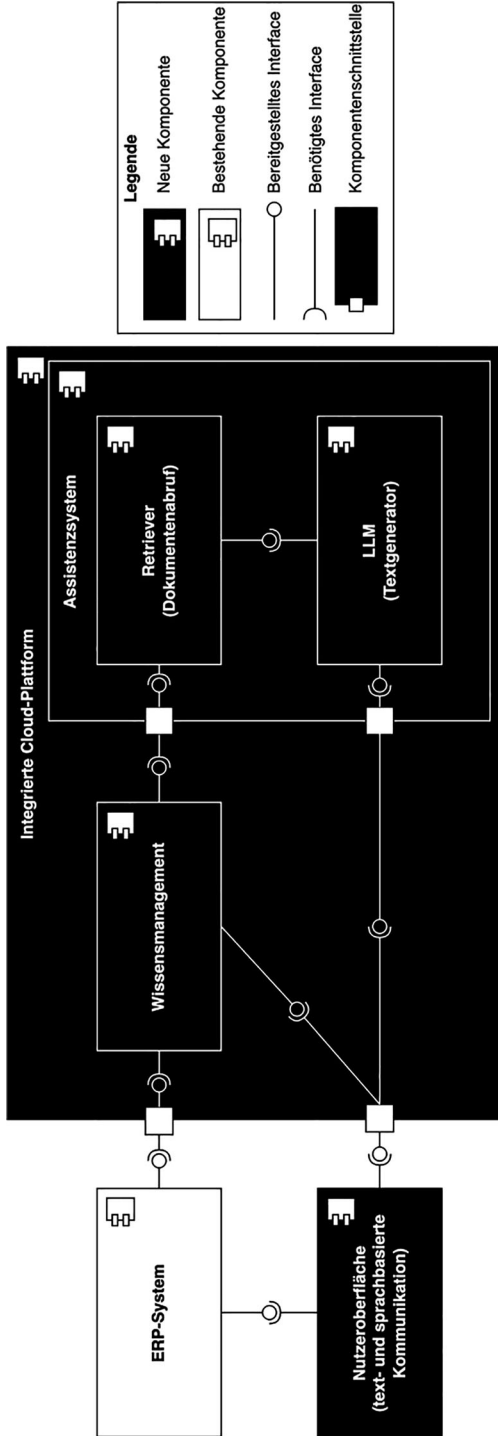 ERP-System
Nutzeroberfläche
(text- und sprachbasierte
Kommunikation)
Integrierte Cloud-Plattform
Wissensmanagement
Assistenzsystem
Retriever
(Dokumentenabruf)
LLM
(Textgenerator)
Legende
Neue Komponente
Bestehende Komponente
Bereitgestelltes Interface
Benötigtes Interface
Komponentenschnittstelle